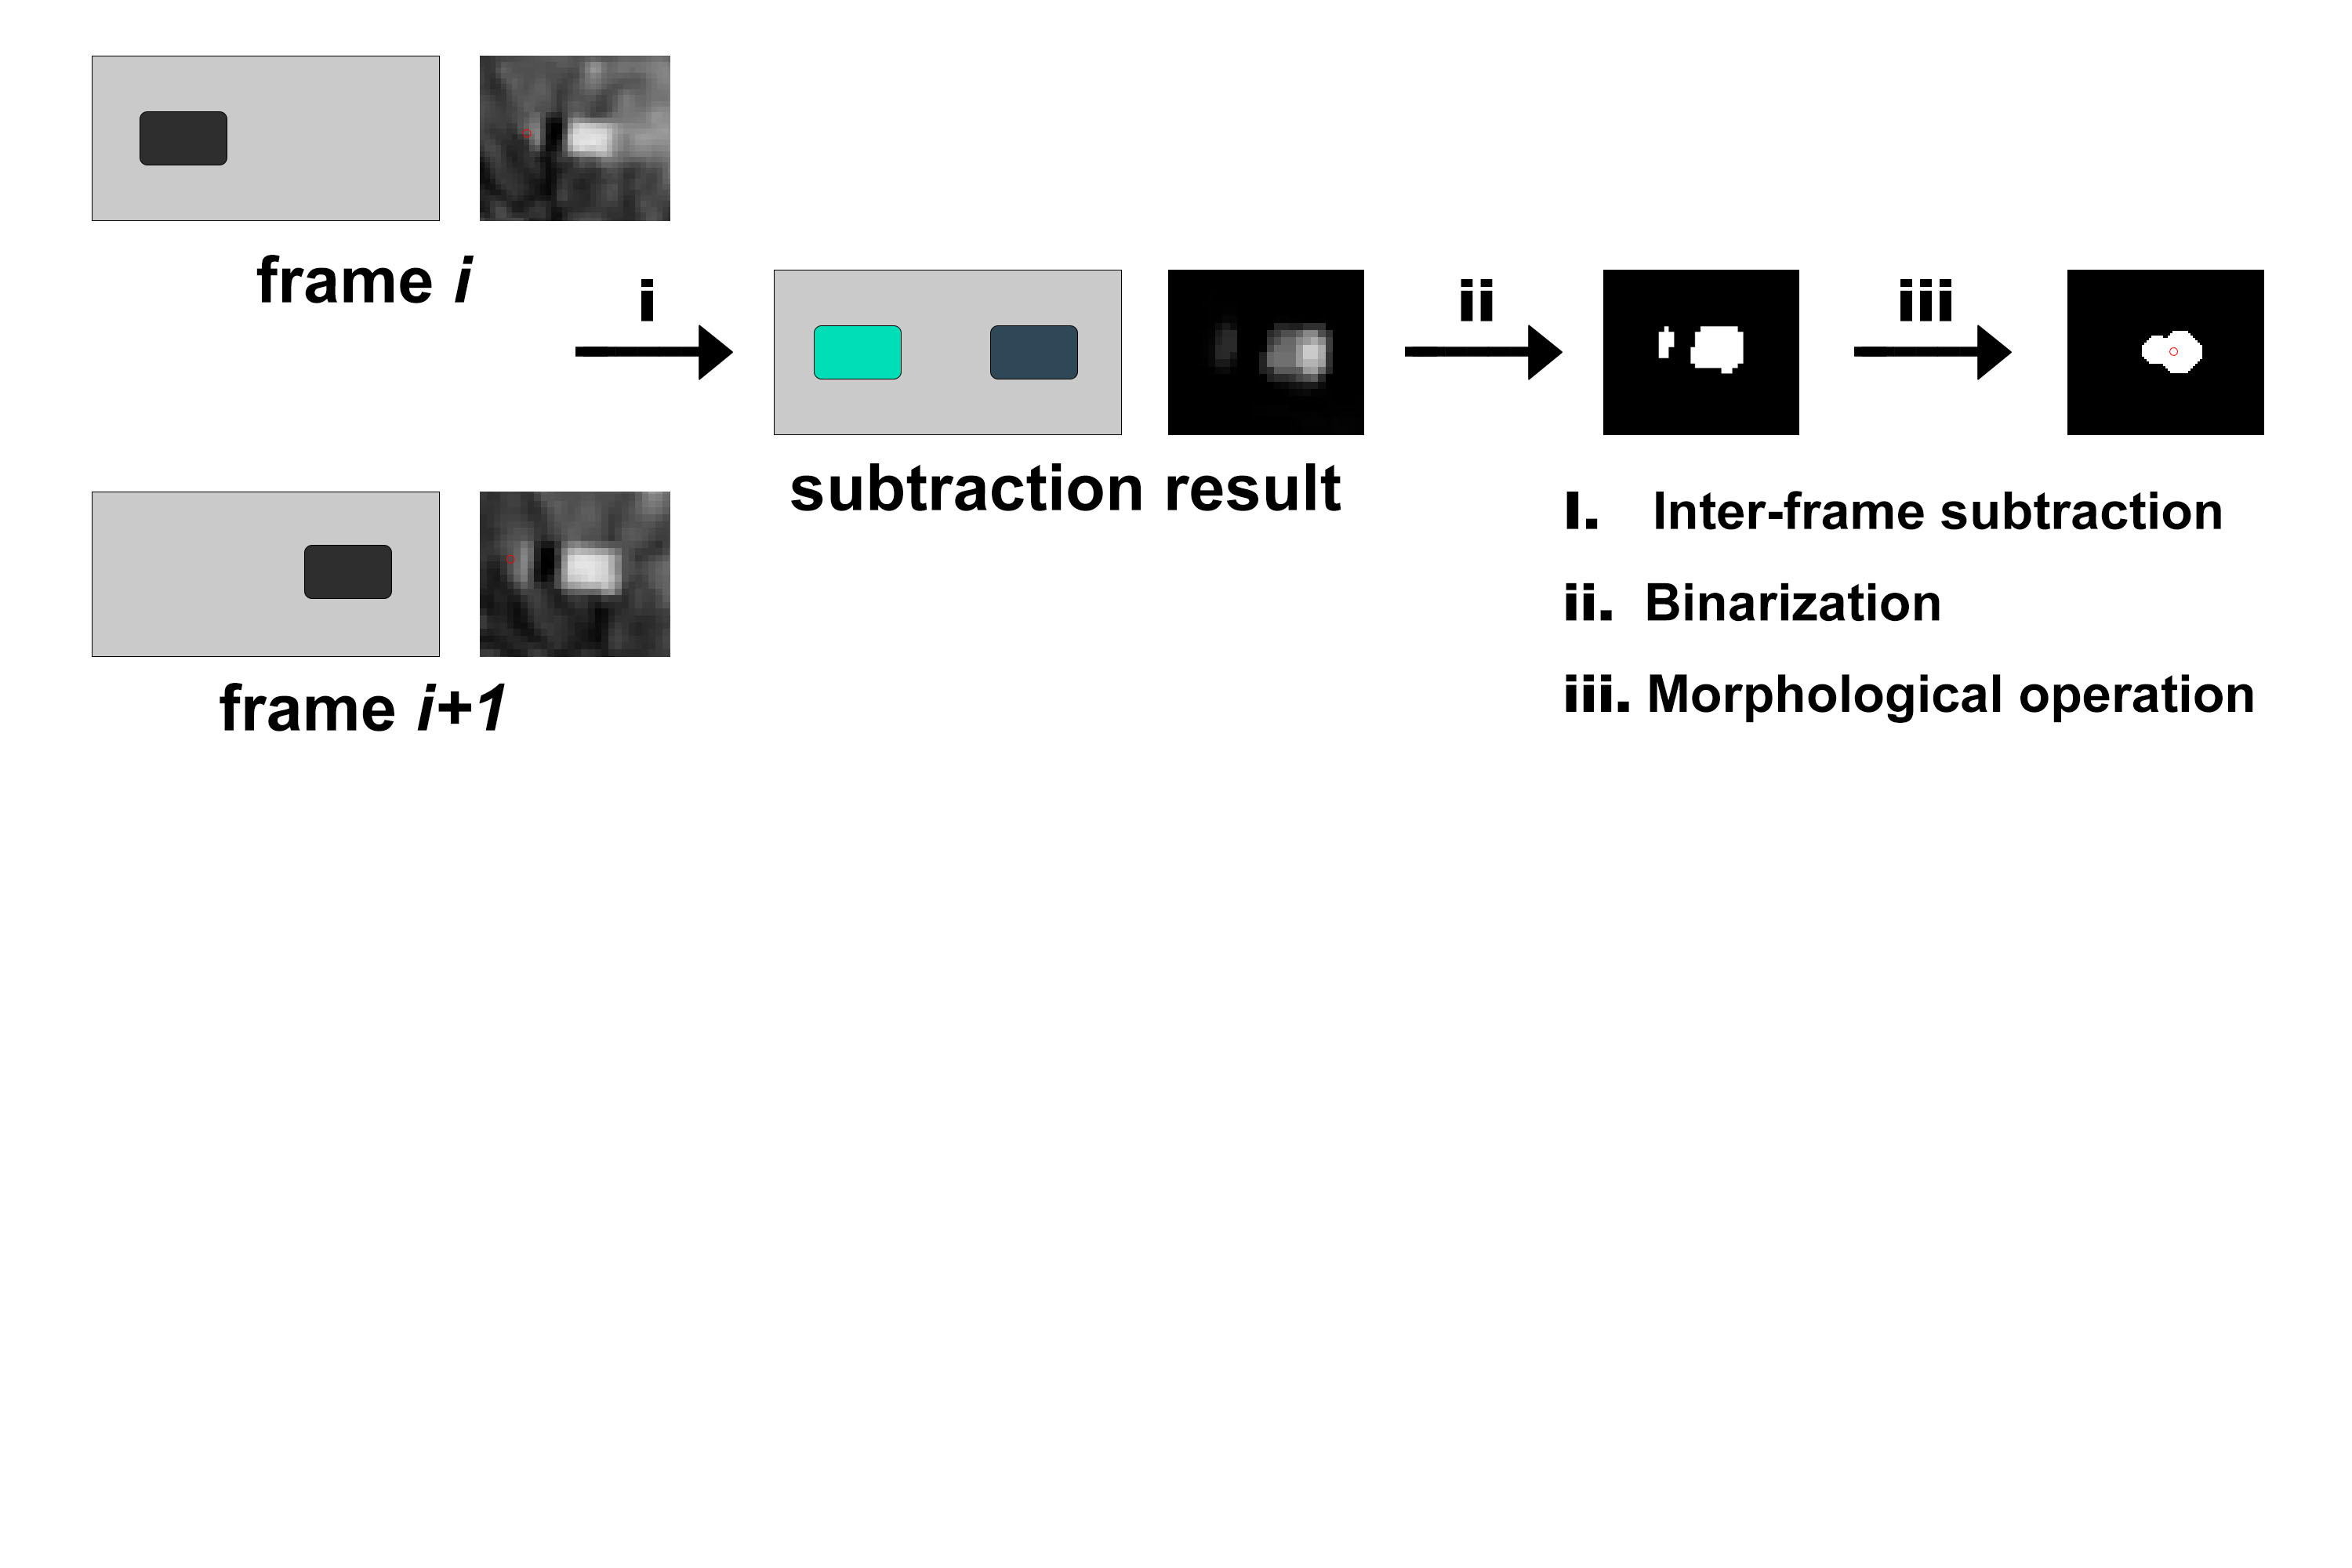 frame i
i
ii
iii
subtraction result
frame i+1
I. Inter-frame subtraction
ii. Binarization
iii. Morphological operation